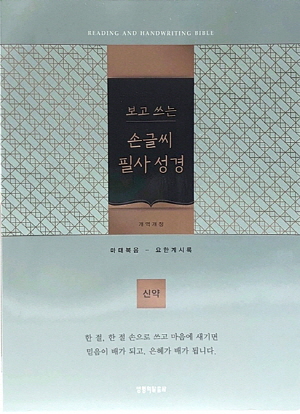 READING AND HANDWRITING BIBLE
보고 쓰는
손글씨
필사 성경
개역개정
마태복음 - 요한계시록
신약
한 절, 한 절 손으로 쓰고 마음에 새기면
믿음이 배가 되고, 은혜가 배가 됩니다.